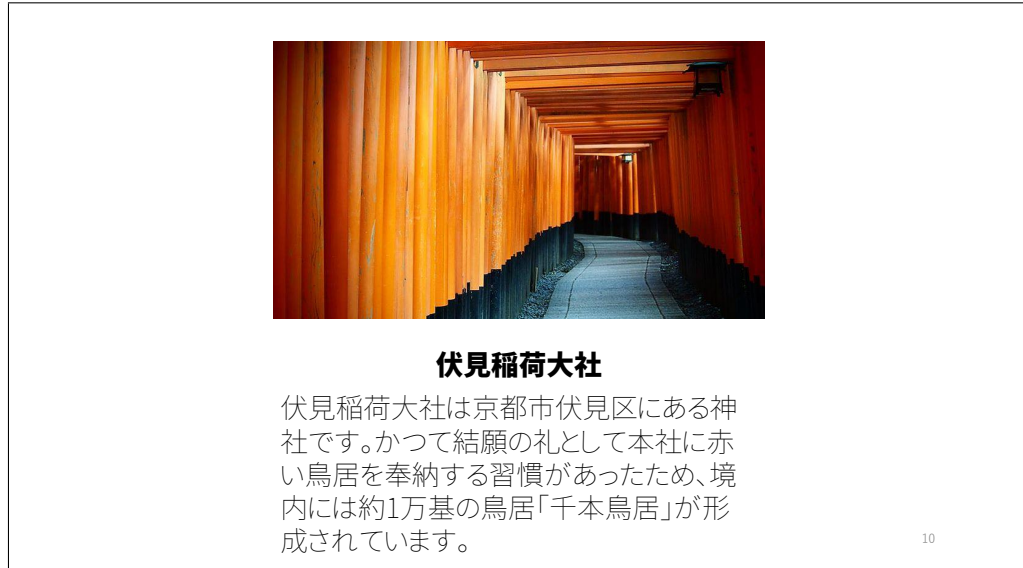 伏見稲荷大社
伏見稲荷大社は京都市伏見区にある神
社です。かつて結願の礼として本社に赤
い鳥居を奉納する習慣があったため、境
内には約1万基の鳥居「千本鳥居」が形
成されています。
10